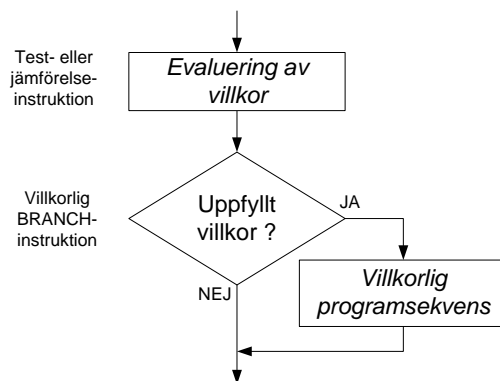 Test- eller
jämförelse-
instruktion
Evaluering av
villkor
Villkorlig
BRANCH-
instruktion
Uppfyllt
villkor ?
JA
NEJ
Villkorlig
programsekvens